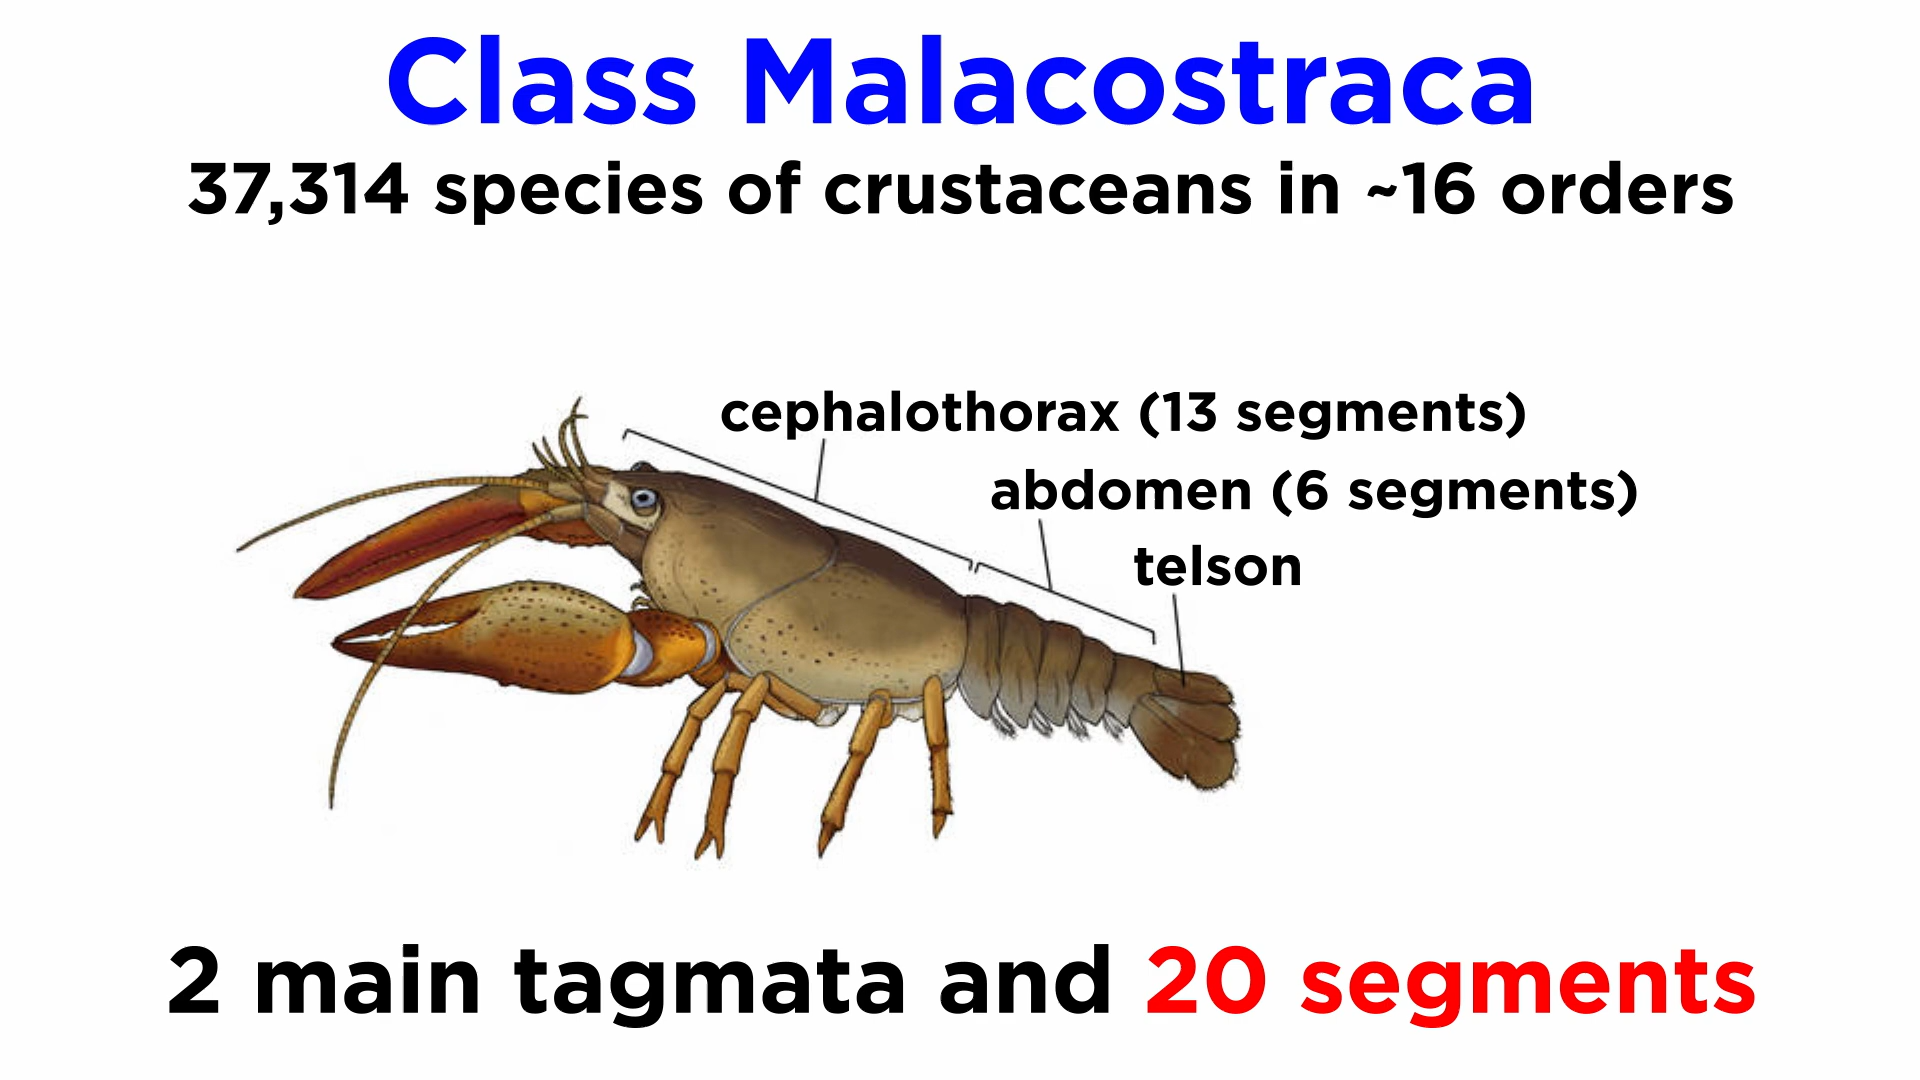 Class Malacostraca
37,314 species of crustaceans in ~16 orders
cephalothorax (13 segments)
abdomen (6 segments)
telson
2 main tagmata and 20 segments